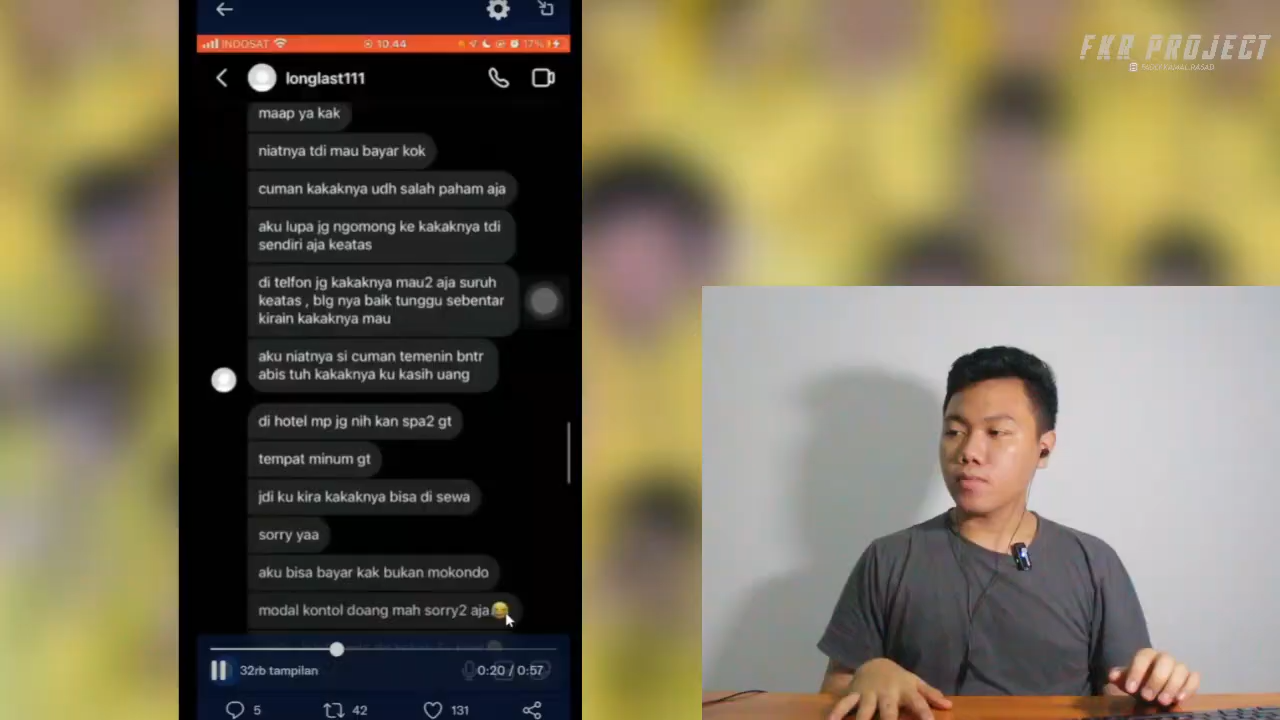 INDOSAT
10.44
17%
FKR PROJECT
longlast111
maap ya kak
niatnya tdi mau bayar kok
cuman kakaknya udh salah paham aja
aku lupa jg ngomong ke kakaknya tdi
sendiri aja keatas
di telfon jg kakaknya mau2 aja suruh
keatas , blg nya baik tunggu sebentar
kirain kakaknya mau
aku niatnya si cuman temenin bntr
abis tuh kakaknya ku kasih uang
di hotel mp jg nih kan spa2 gt
tempat minum gt
jdi ku kira kakaknya bisa di sewa
sorry yaa
aku bisa bayar kak bukan mokondo
modal kontol doang mah sorry2 aja😂
32rb tampilan
0:20 / 0:57
5
42
131